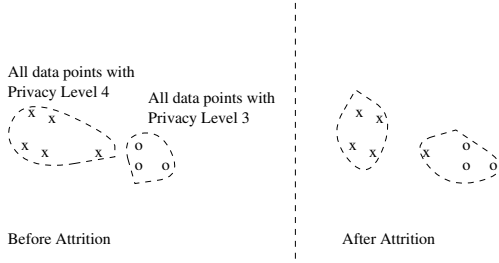 All data points with
Privacy Level 4
All data points with
Privacy Level 3
x x
x x x
o
o o
Before Attrition
x x
x x
x o
o o
After Attrition